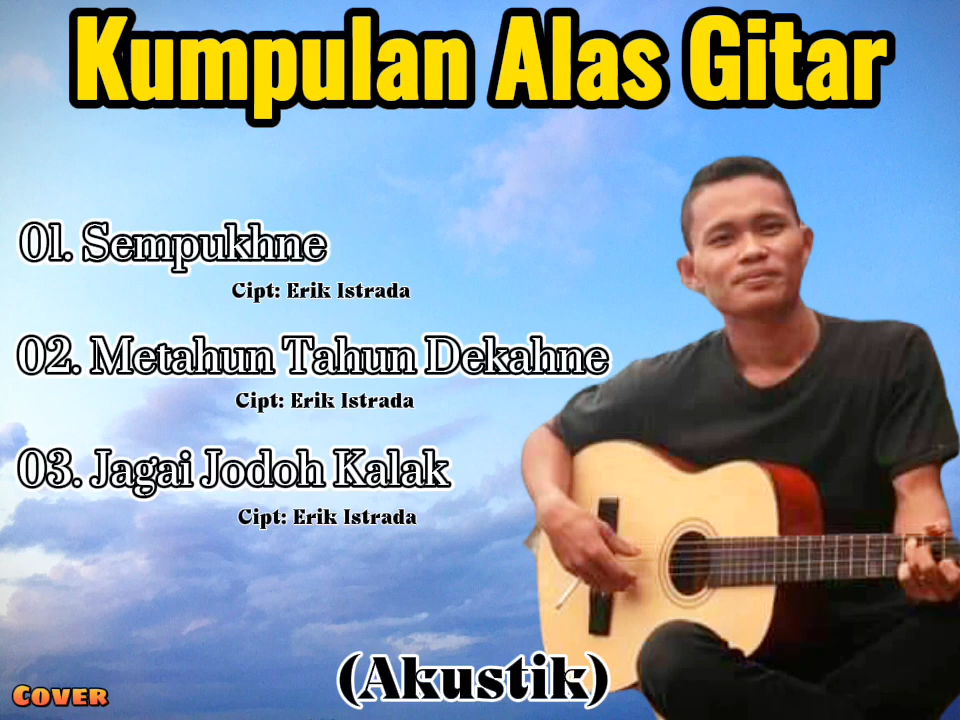 Kumpulan Alas Gitar
01. Sempukhne
Cipt: Erik Istrada
02. Metahun Tahun Dekahne
Cipt: Erik Istrada
03. Jagai Jodoh Kalak
Cipt: Erik Istrada
(Akustik)
Cover